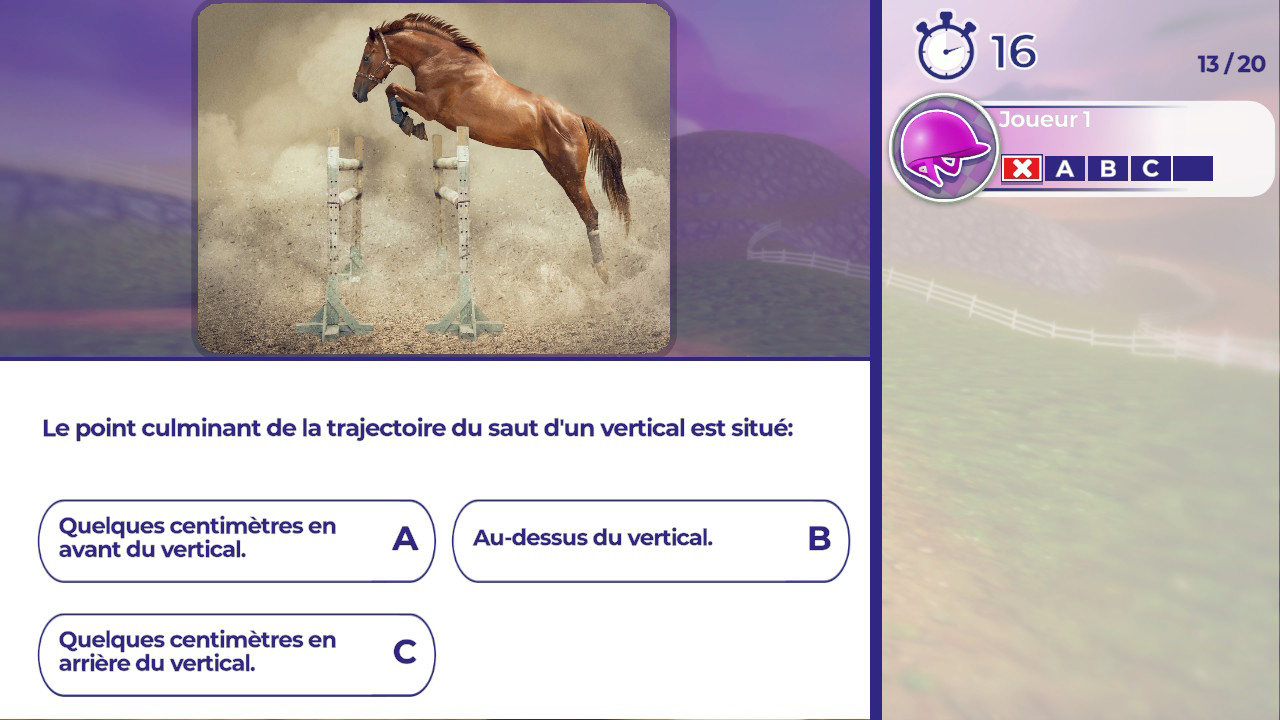 16
13 / 20
Joueur 1
A B C
Le point culminant de la trajectoire du saut d'un vertical est situé:
Quelques centimètres en
avant du vertical.
A
Au-dessus du vertical.
B
Quelques centimètres en
arrière du vertical.
C